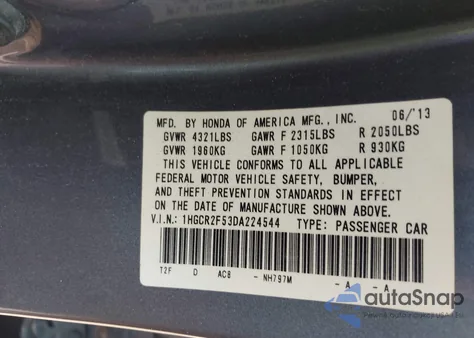 MFD. BY HONDA OF AMERICA MFG., INC. 06/13
GVWR 4321LBS GAWR F 2315LBS R 2050LBS
GVWR 1960KG GAWR F 1050KG R 930KG
THIS VEHICLE CONFORMS TO ALL APPLICABLE
FEDERAL MOTOR VEHICLE SAFETY, BUMPER,
AND THEFT PREVENTION STANDARDS IN EFFECT
ON THE DATE OF MANUFACTURE SHOWN ABOVE.
V.I.N.: 1HGCR2F53DA224544 TYPE: PASSENGER CAR
T2F D AC8 - NH797M - A - A
autoSnap